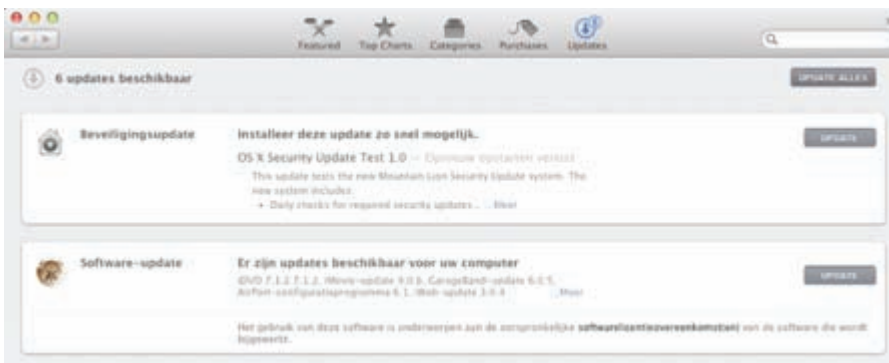 Featured Top Charts Categories Purchases Updates
6 updates beschikbaar UPDATE ALLES
Beveiligingsupdate Installeer deze update zo snel mogelijk. UPDATE
OS X Security Update Test 1.0 — Opnieuw opstarten vereist
This update tests the new Mountain Lion Security Update system. The
new system includes:
• Daily checks for required security updates... ...Meer
Software-update Er zijn updates beschikbaar voor uw computer UPDATE
iDVD 7.1.2 7.1.2, iMovie-update 9.0.6, GarageBand-update 6.0.5,
AirPort-configuratieprogramma 6.1, iWeb-update 3.0.4 ...Meer
Het gebruik van deze software is onderworpen aan de oorspronkelijke softwarelicentieovereenkomst(en) van de software die wordt
bijgewerkt.